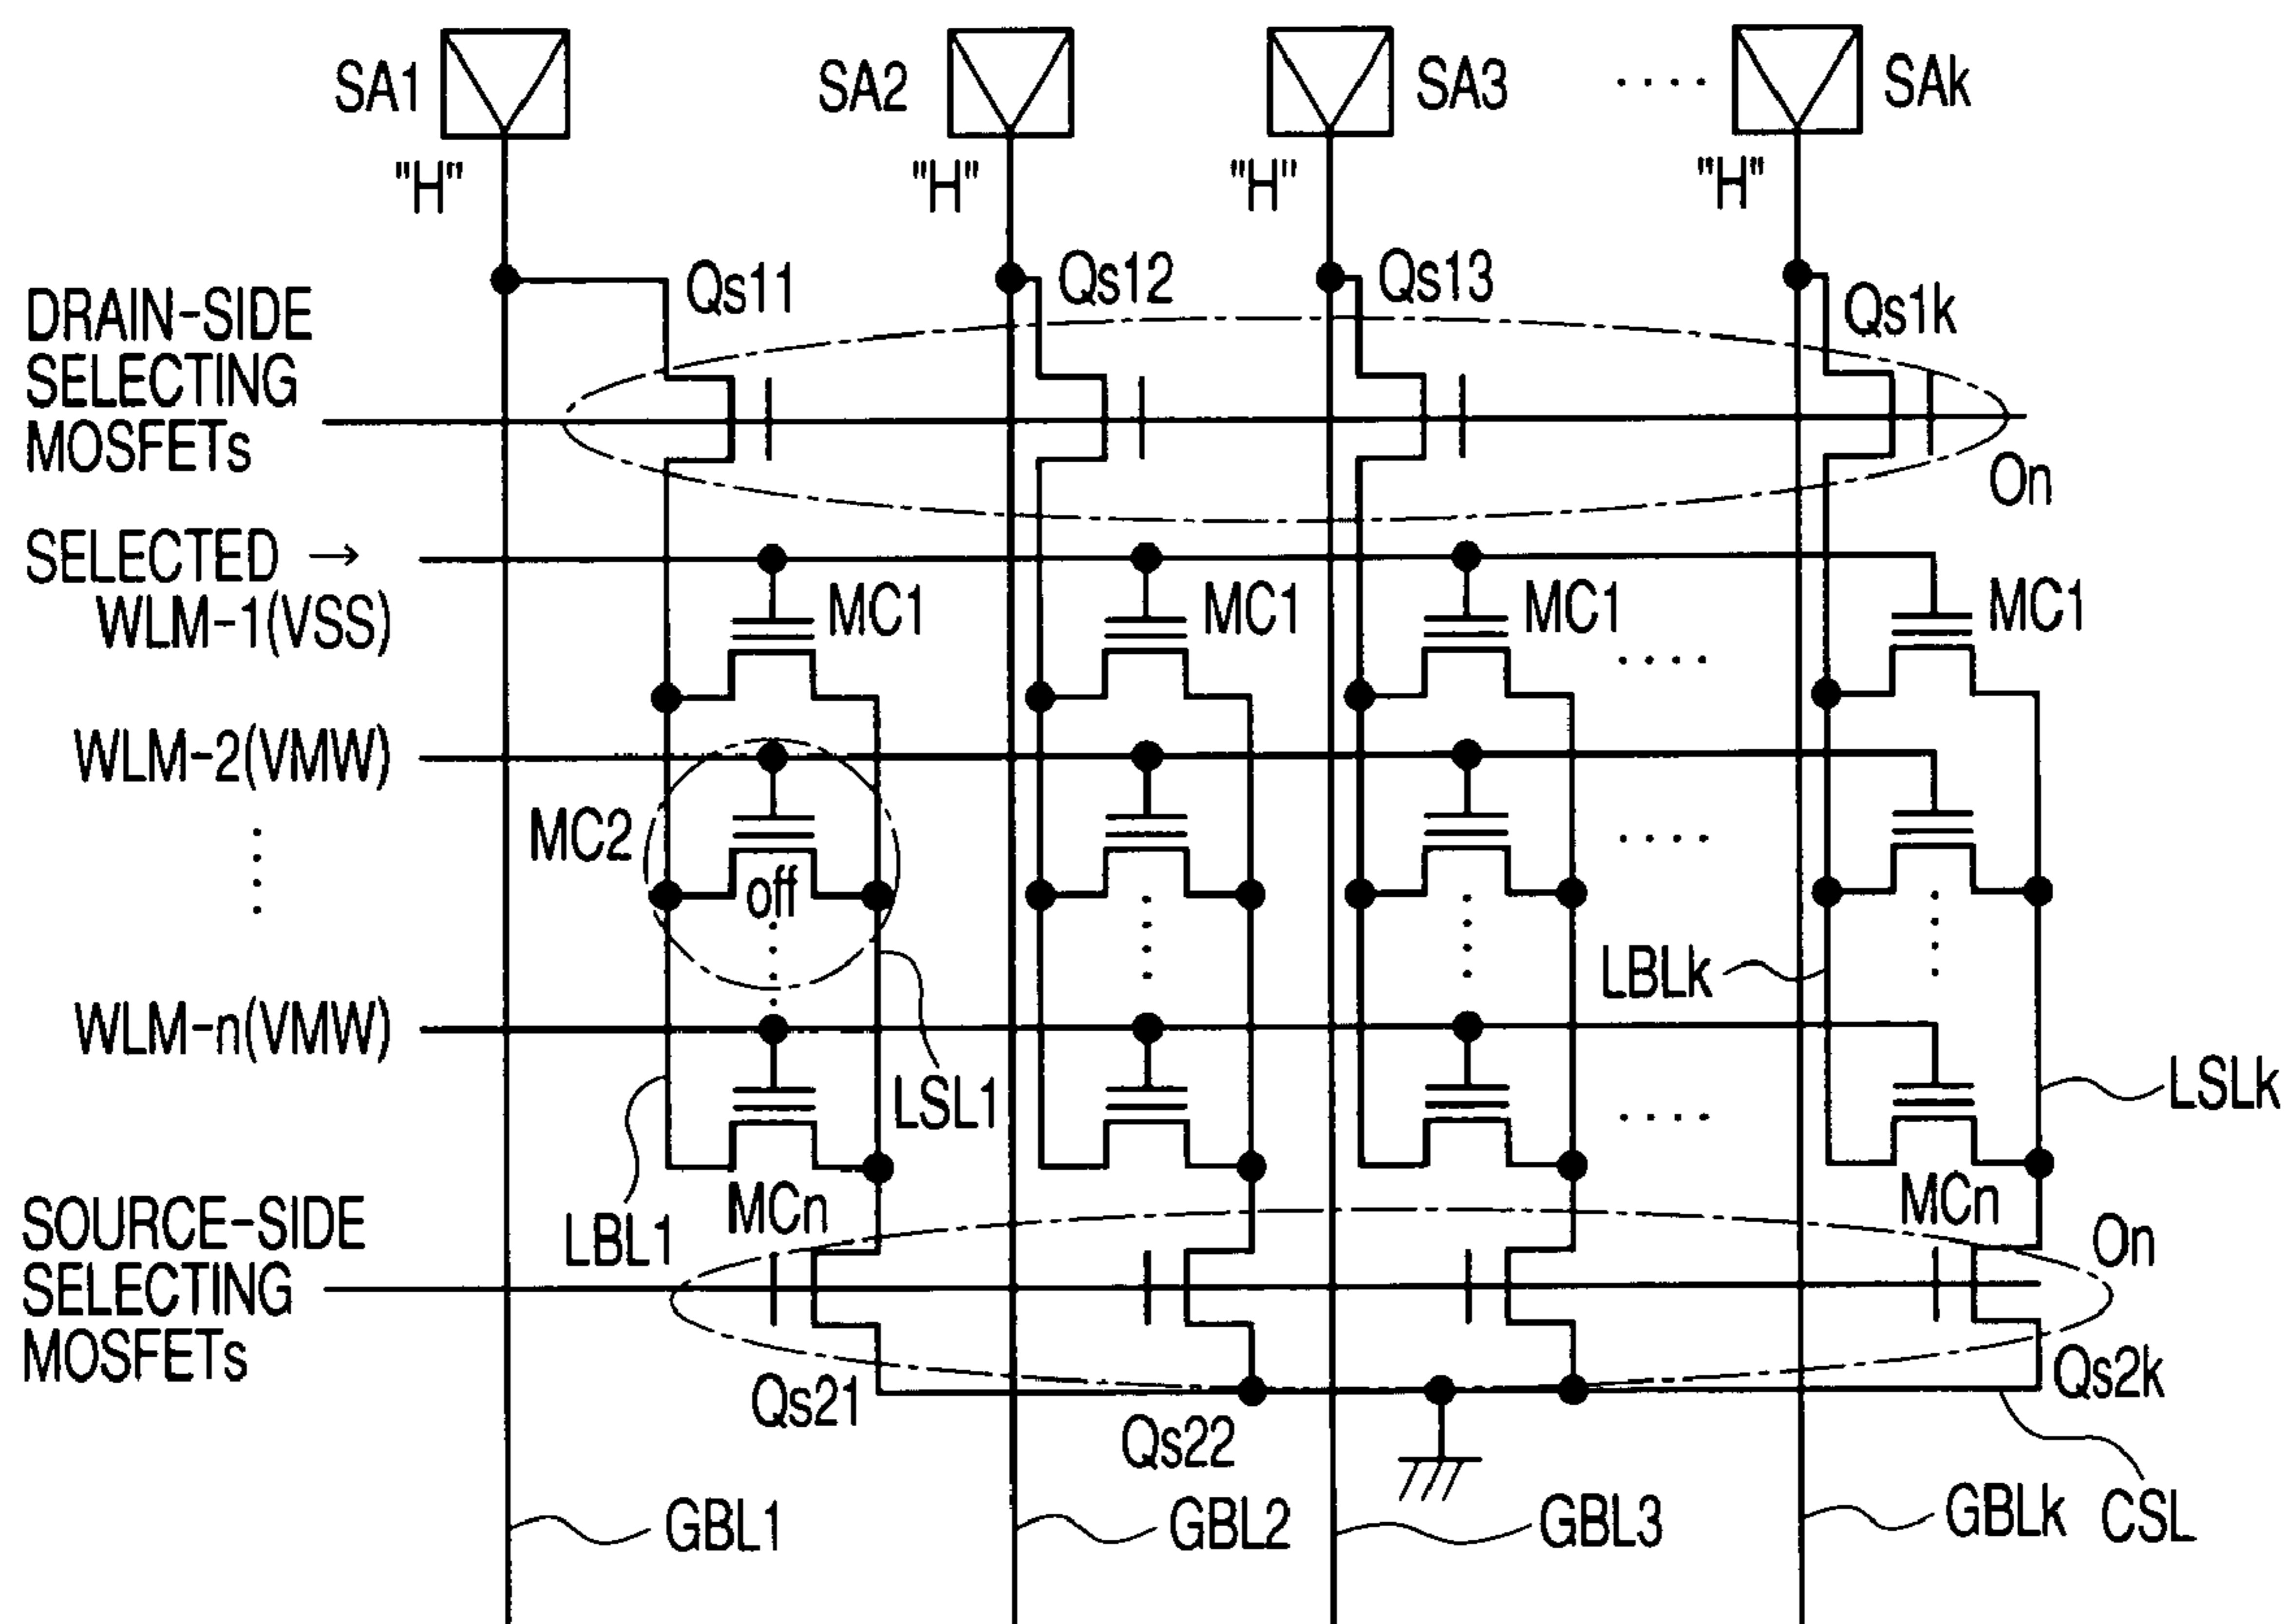 SA1
SA2
SA3
SAk
"H"
"H"
"H"
"H"
Qs11
Qs12
Qs13
Qs1k
DRAIN-SIDE
SELECTING
MOSFETs
On
SELECTED →
WLM-1(VSS)
MC1
MC1
MC1
MC1
WLM-2(VMW)
MC2
off
LBLk
WLM-n(VMW)
LSL1
LSLk
MCn
MCn
LBL1
SOURCE-SIDE
SELECTING
MOSFETs
On
Qs21
Qs22
Qs2k
GBL1
GBL2
GBL3
GBLk
CSL